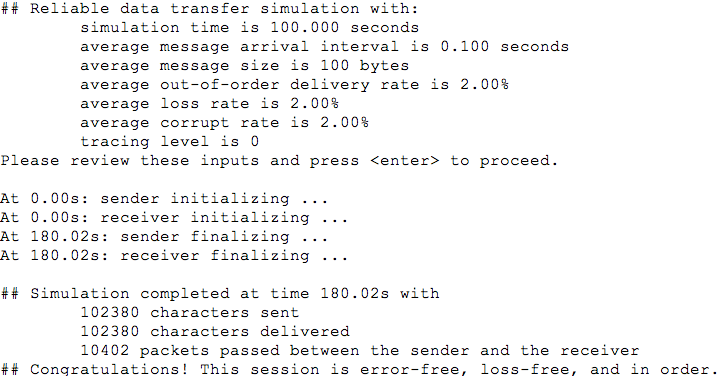 ## Reliable data transfer simulation with:
simulation time is 100.000 seconds
average message arrival interval is 0.100 seconds
average message size is 100 bytes
average out-of-order delivery rate is 2.00%
average loss rate is 2.00%
average corrupt rate is 2.00%
tracing level is 0
Please review these inputs and press <enter> to proceed.
At 0.00s: sender initializing ...
At 0.00s: receiver initializing ...
At 180.02s: sender finalizing ...
At 180.02s: receiver finalizing ...
## Simulation completed at time 180.02s with
102380 characters sent
102380 characters delivered
10402 packets passed between the sender and the receiver
## Congratulations! This session is error-free, loss-free, and in order.